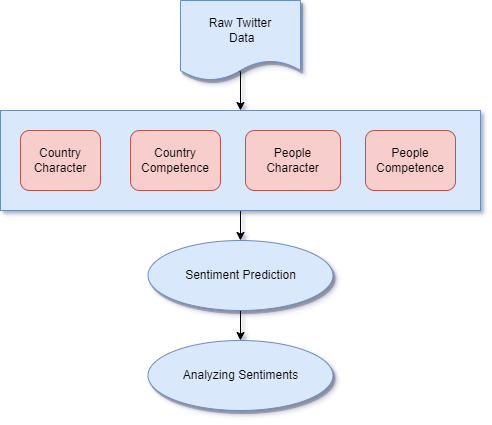 Raw Twitter
Data
Country
Character
Country
Competence
People
Character
People
Competence
Sentiment Prediction
Analyzing Sentiments